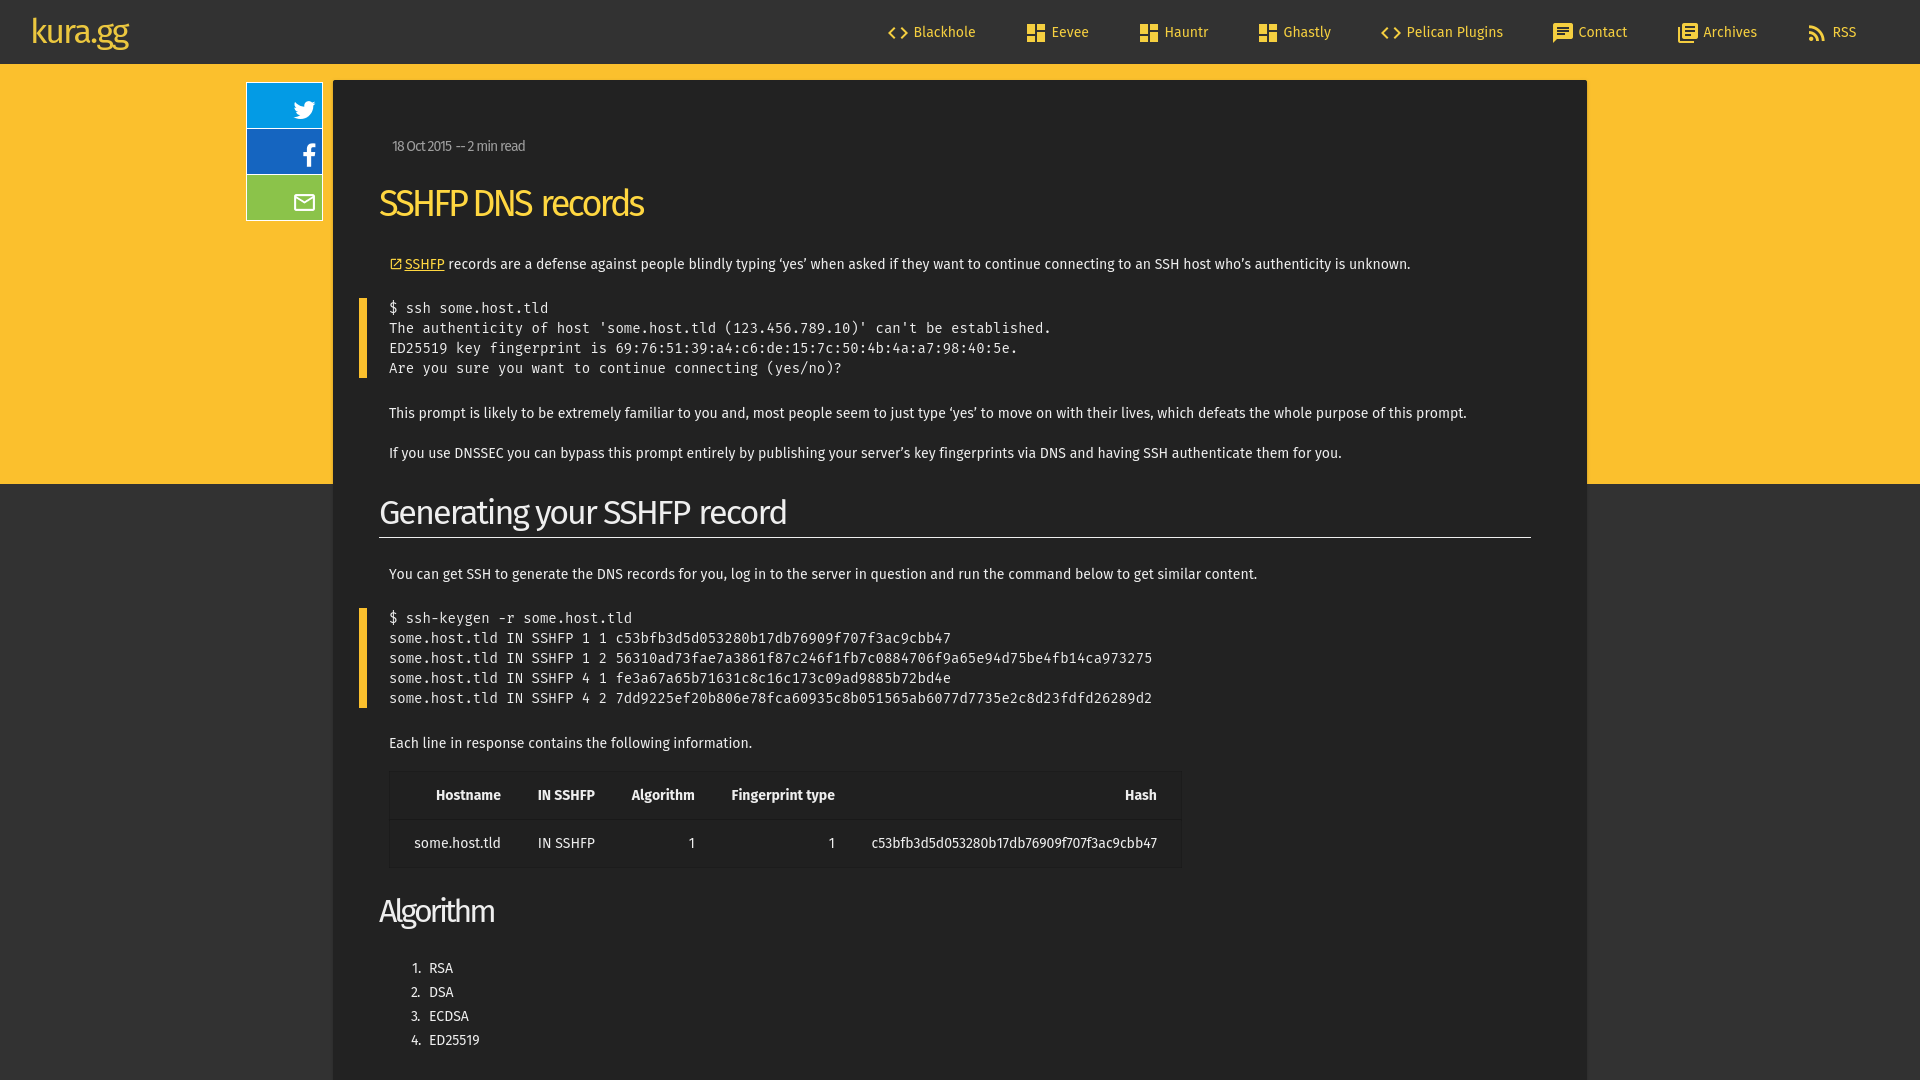 kura.gg
Blackhole
Eevee
Hauntr
Ghastly
Pelican Plugins
Contact
Archives
RSS
18 Oct 2015 -- 2 min read
SSHFP DNS records
SSHFP records are a defense against people blindly typing ‘yes’ when asked if they want to continue connecting to an SSH host who’s authenticity is unknown.
$ ssh some.host.tld
The authenticity of host 'some.host.tld (123.456.789.10)' can't be established.
ED25519 key fingerprint is 69:76:51:39:a4:c6:de:15:7c:50:4b:4a:a7:98:40:5e.
Are you sure you want to continue connecting (yes/no)?
This prompt is likely to be extremely familiar to you and, most people seem to just type ‘yes’ to move on with their lives, which defeats the whole purpose of this prompt.
If you use DNSSEC you can bypass this prompt entirely by publishing your server’s key fingerprints via DNS and having SSH authenticate them for you.
Generating your SSHFP record
You can get SSH to generate the DNS records for you, log in to the server in question and run the command below to get similar content.
$ ssh-keygen -r some.host.tld
some.host.tld IN SSHFP 1 1 c53bfb3d5d053280b17db76909f707f3ac9cbb47
some.host.tld IN SSHFP 1 2 56310ad73fae7a3861f87c246f1fb7c0884706f9a65e94d75be4fb14ca973275
some.host.tld IN SSHFP 4 1 fe3a67a65b71631c8c16c173c09ad9885b72bd4e
some.host.tld IN SSHFP 4 2 7dd9225ef20b806e78fca60935c8b051565ab6077d7735e2c8d23fdfd26289d2
Each line in response contains the following information.
Hostname IN SSHFP Algorithm Fingerprint type Hash
some.host.tld IN SSHFP 1 1 c53bfb3d5d053280b17db76909f707f3ac9cbb47
Algorithm
1. RSA
2. DSA
3. ECDSA
4. ED25519